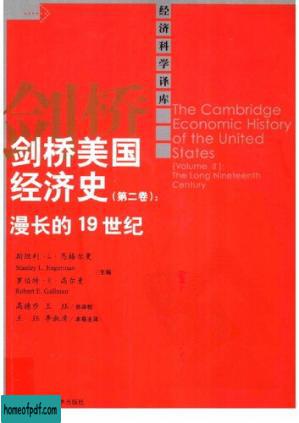 经济科学译库
剑桥
The Cambridge
Economic History
of the United
States
(Volume Ⅱ):
The Long Nineteenth
Century
剑桥美国
经济史(第二卷):
漫长的 19 世纪
斯坦利·L·恩格尔曼
Stanley L. Engerman
主编
罗伯特·E·高尔曼
Robert E. Gallman
高德步 王珏 总译校
王珏 李淑清 本卷主译
homeofpdf.com
homeofpdf.com